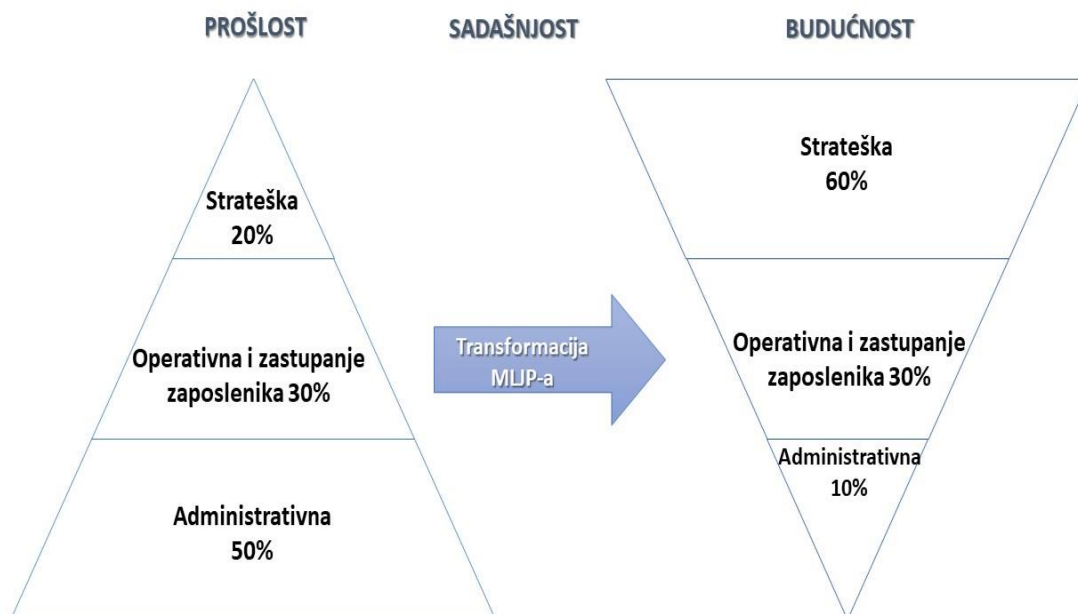 PROŠLOST
SADAŠNJOST
BUDUĆNOST
Strateška
20%
Operativna i zastupanje
zaposlenika 30%
Administrativna
50%
Transformacija
MLJP-a
Strateška
60%
Operativna i zastupanje
zaposlenika 30%
Administrativna
10%